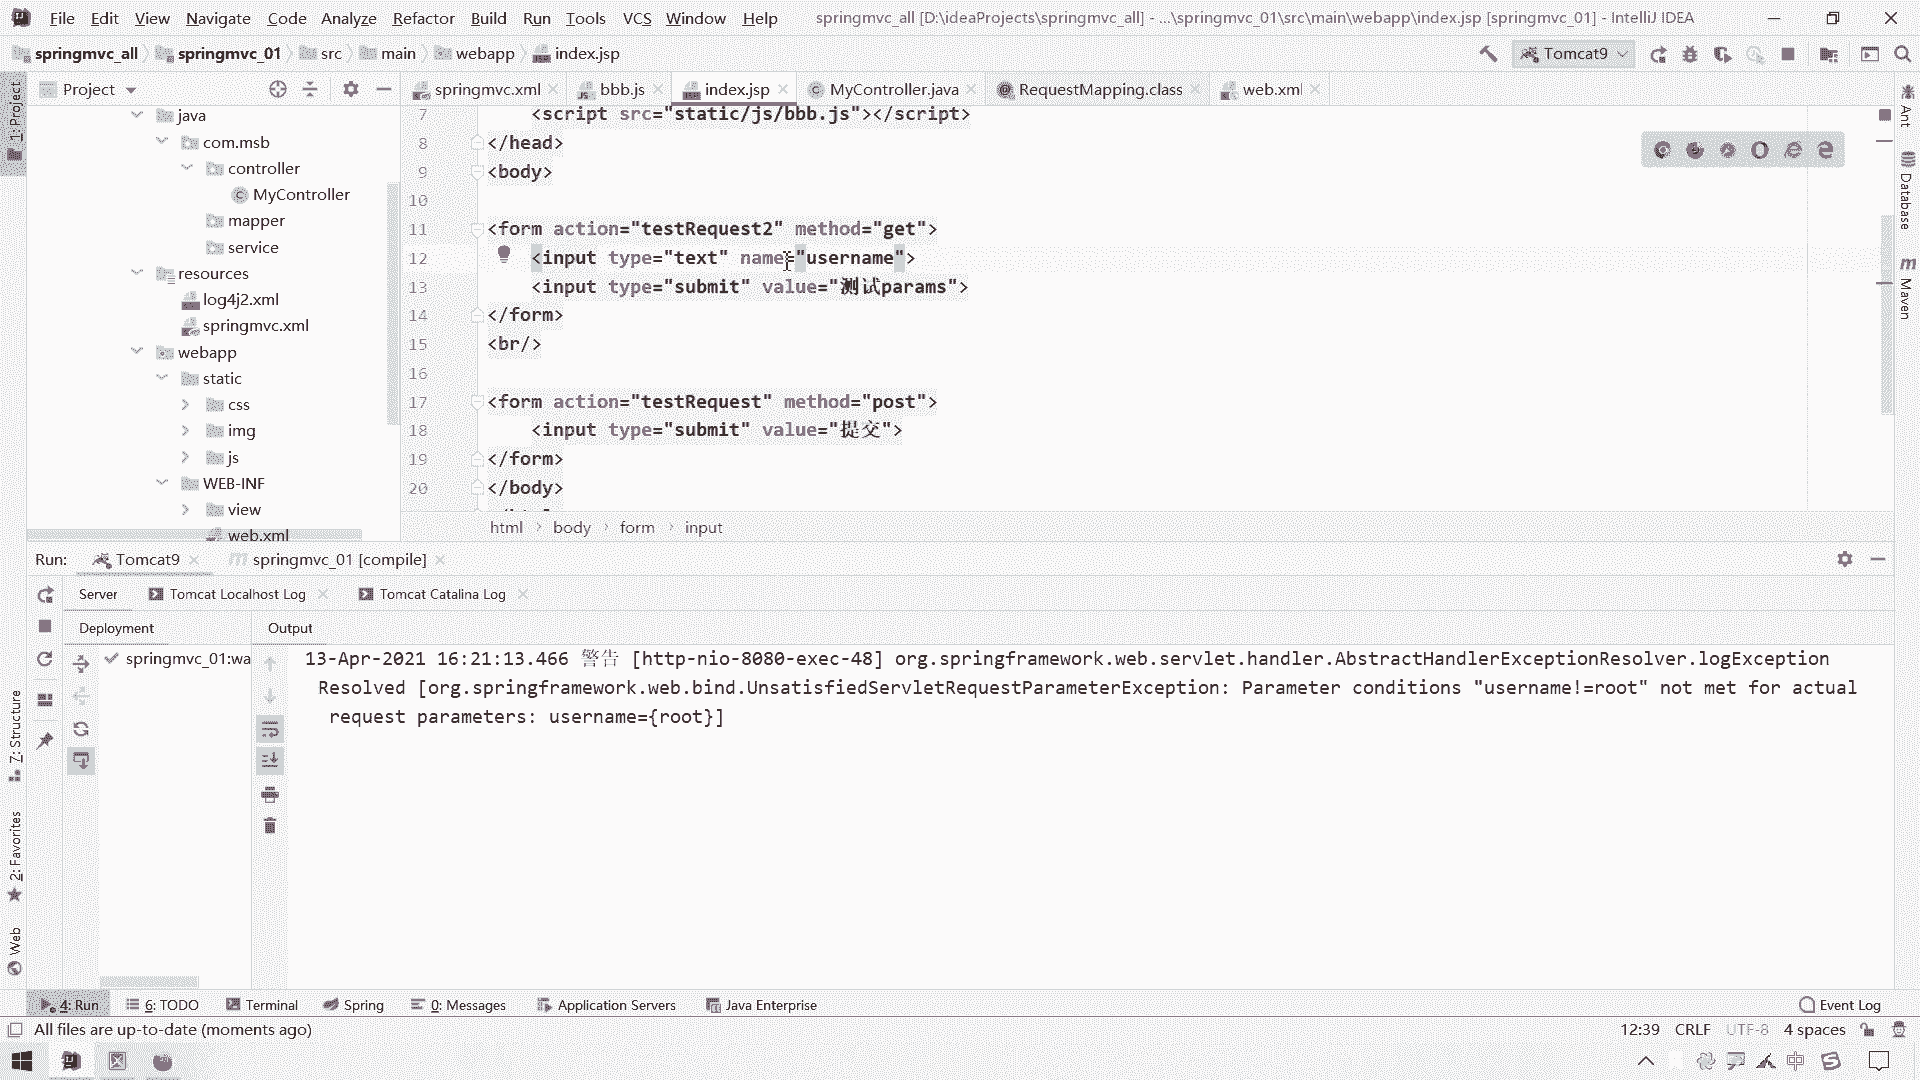 File Edit View Navigate Code Analyze Refactor Build Run Tools VCS Window Help springmvc_all [D:\ideaProjects\springmvc_all] - ...\springmvc_01\src\main\webapp\index.jsp [springmvc_01] - IntelliJ IDEA
springmvc_all springmvc_01 src main webapp index.jsp Tomcat9
Project springmvc.xml bbb.js index.jsp MyController.java RequestMapping.class web.xml
1: Project
java
com.msb
controller
MyController
mapper
service
resources
log4j2.xml
springmvc.xml
webapp
static
css
img
js
WEB-INF
view
web.xml
7 <script src="static/js/bbb.js"></script>
8 </head>
9 <body>
10
11 <form action="testRequest2" method="get">
12 <input type="text" name="username">
13 <input type="submit" value="测试params">
14 </form>
15 <br/>
16
17 <form action="testRequest" method="post">
18 <input type="submit" value="提交">
19 </form>
20 </body>
html body form input
Ant
Database
Maven
Run: Tomcat9 springmvc_01 [compile]
Server Tomcat Localhost Log Tomcat Catalina Log
Deployment Output
springmvc_01:wa
13-Apr-2021 16:21:13.466 警告 [http-nio-8080-exec-48] org.springframework.web.servlet.handler.AbstractHandlerExceptionResolver.logException
Resolved [org.springframework.web.bind.UnsatisfiedServletRequestParameterException: Parameter conditions "username!=root" not met for actual
request parameters: username={root}]
7: Structure
2: Favorites
Web
4: Run 6: TODO Terminal Spring 0: Messages Application Servers Java Enterprise Event Log
All files are up-to-date (moments ago) 12:39 CRLF UTF-8 4 spaces
中